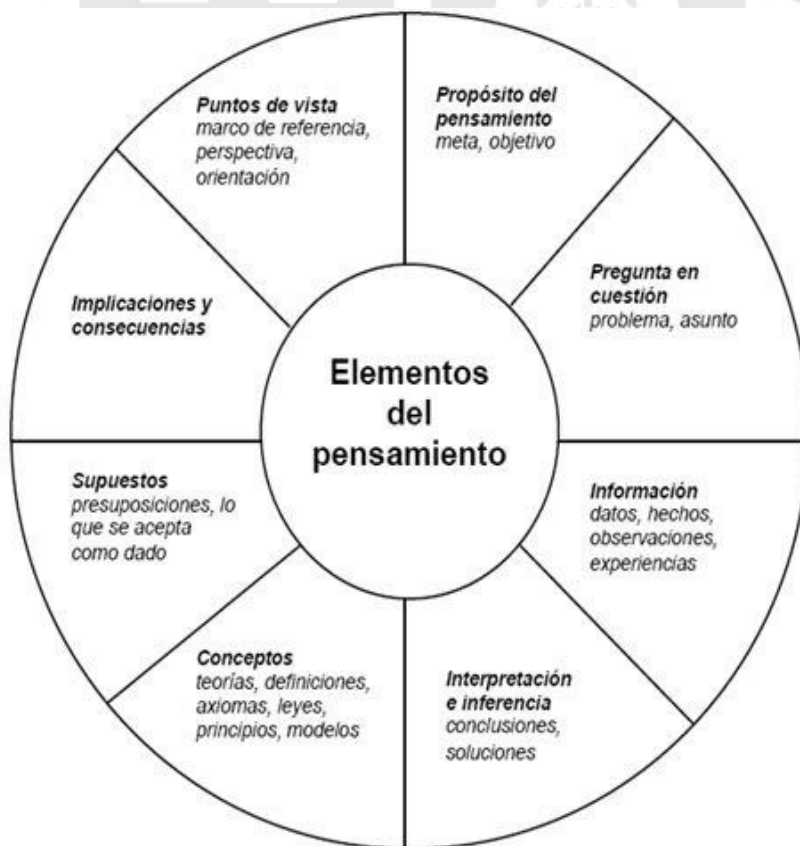 Puntos de vista
marco de referencia,
perspectiva,
orientación
Propósito del
pensamiento
meta, objetivo
Pregunta en
cuestión
problema, asunto
Implicaciones y
consecuencias
Elementos
del
pensamiento
Supuestos
presuposiciones, lo
que se acepta
como dado
Información
datos, hechos,
observaciones,
experiencias
Conceptos
teorías, definiciones,
axiomas, leyes,
principios, modelos
Interpretación
e inferencia
conclusiones,
soluciones